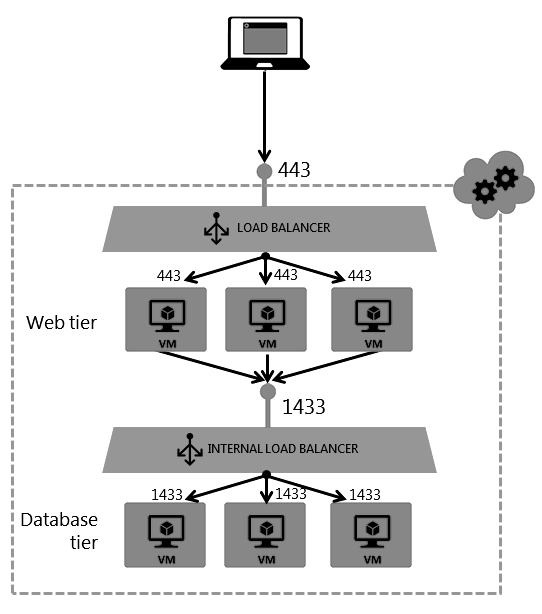 443
LOAD BALANCER
443
443
443
Web tier
VM
VM
VM
1433
INTERNAL LOAD BALANCER
1433
1433
1433
Database
tier
VM
VM
VM